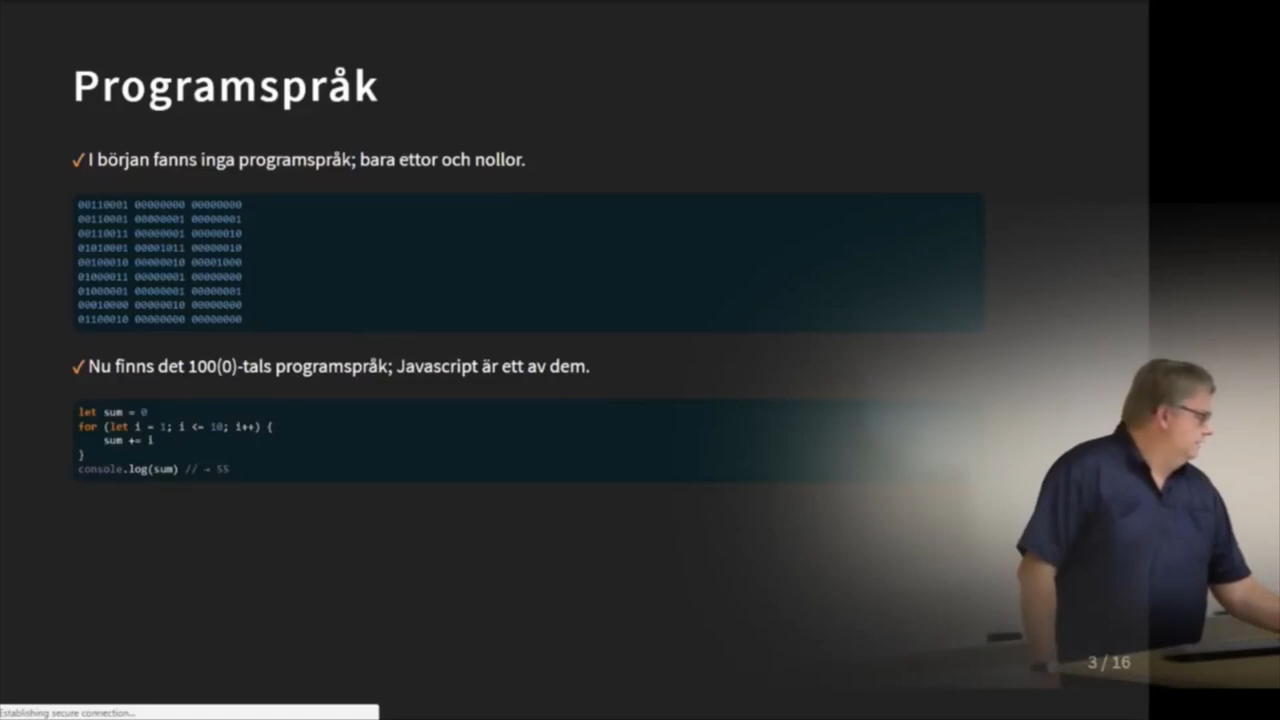 Programspråk
✓I början fanns inga programspråk; bara ettor och nollor.
00110001 00000000 00000000
00110001 00000001 00000001
00110011 00000001 00000010
01010001 00001011 00000010
00100010 00000010 00001000
01000011 00000001 00000000
01000001 00000001 00000001
00010000 00000010 00000000
01100010 00000000 00000000
✓Nu finns det 100(0)-tals programspråk; Javascript är ett av dem.
let sum = 0
for (let i = 1; i <= 10; i++) {
sum += i
}
console.log(sum) // → 55
3 / 16
Establishing secure connection...